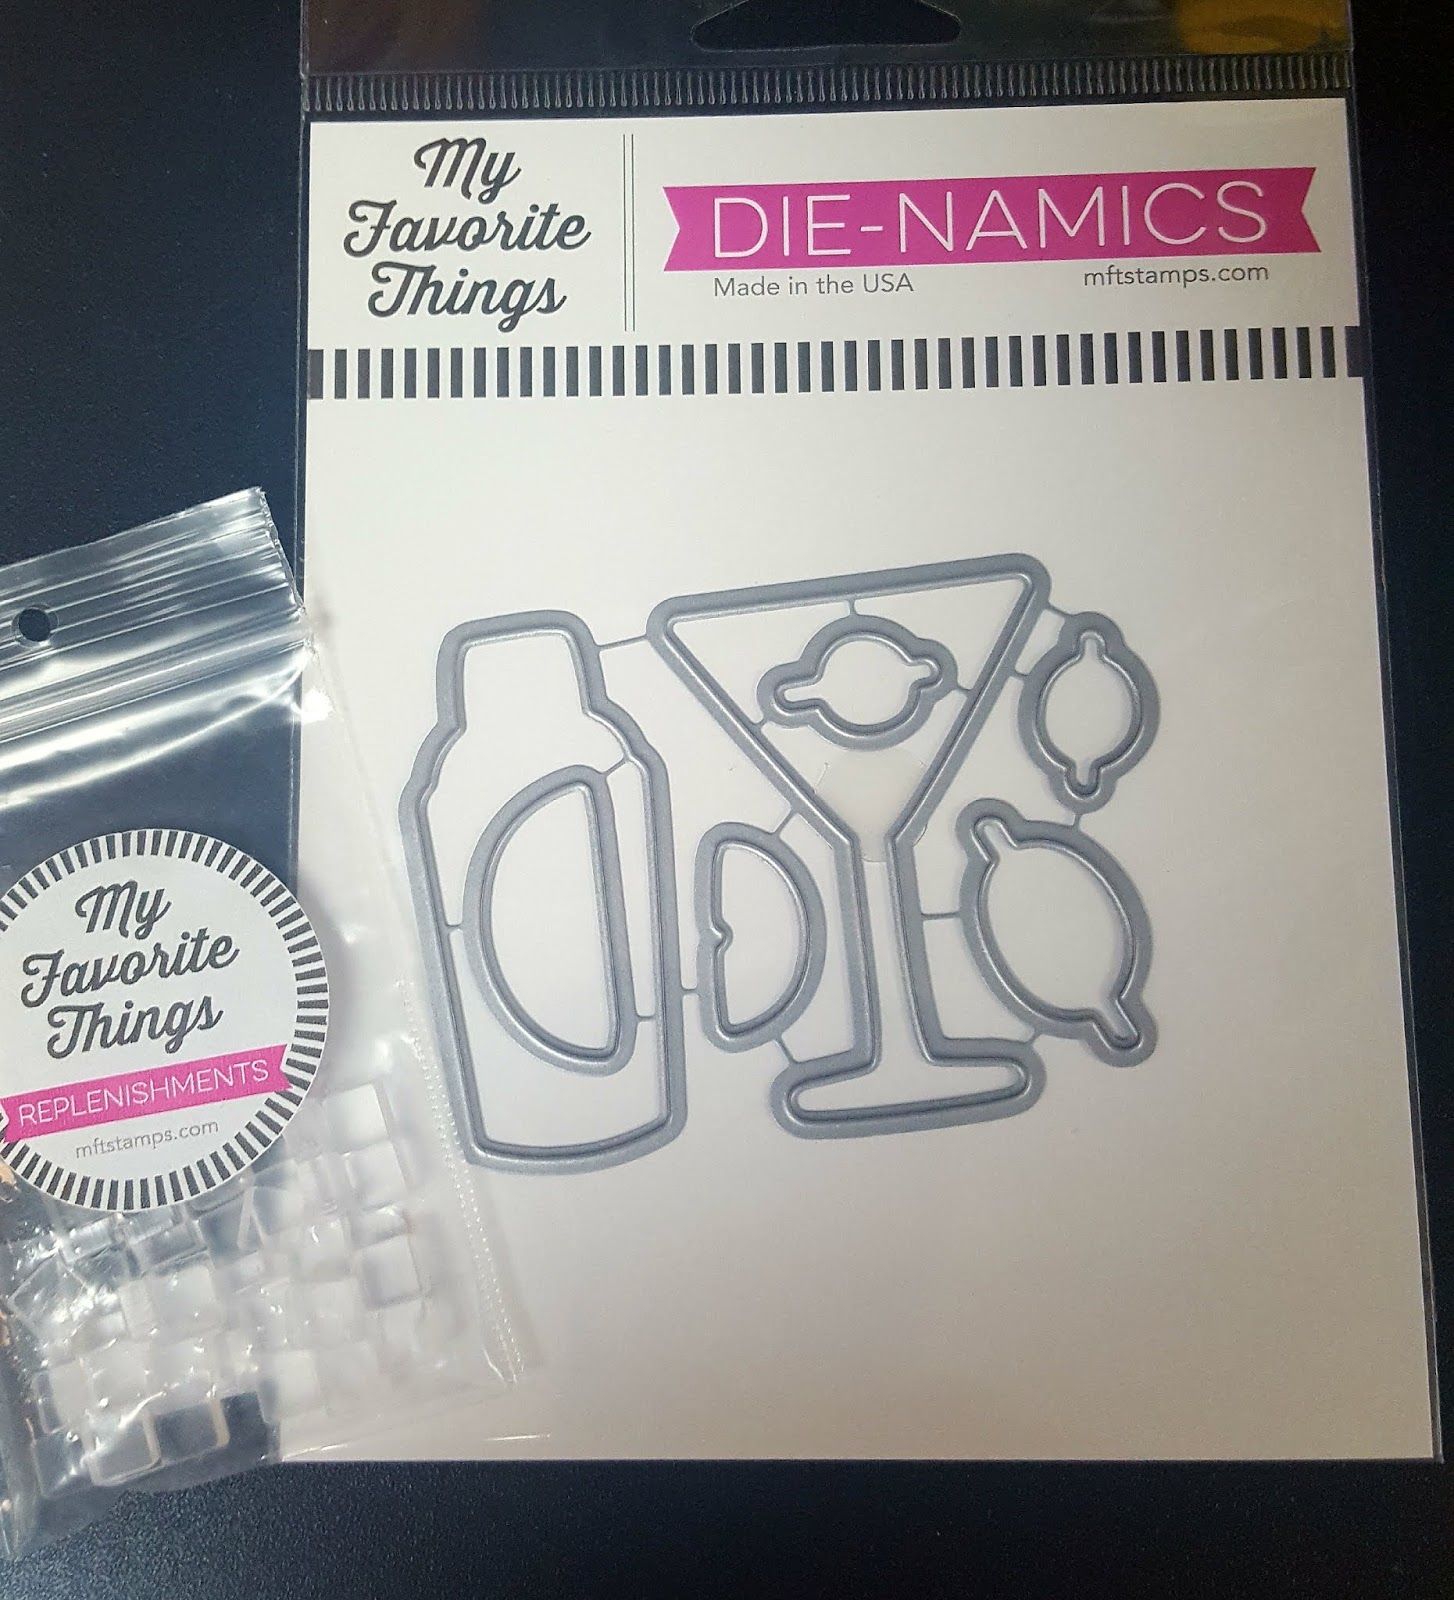 My
Favorite
Things
DIE-NAMICS
Made in the USA
mftstamps.com
My
Favorite
Things
REPLENISHMENTS
mftstamps.com